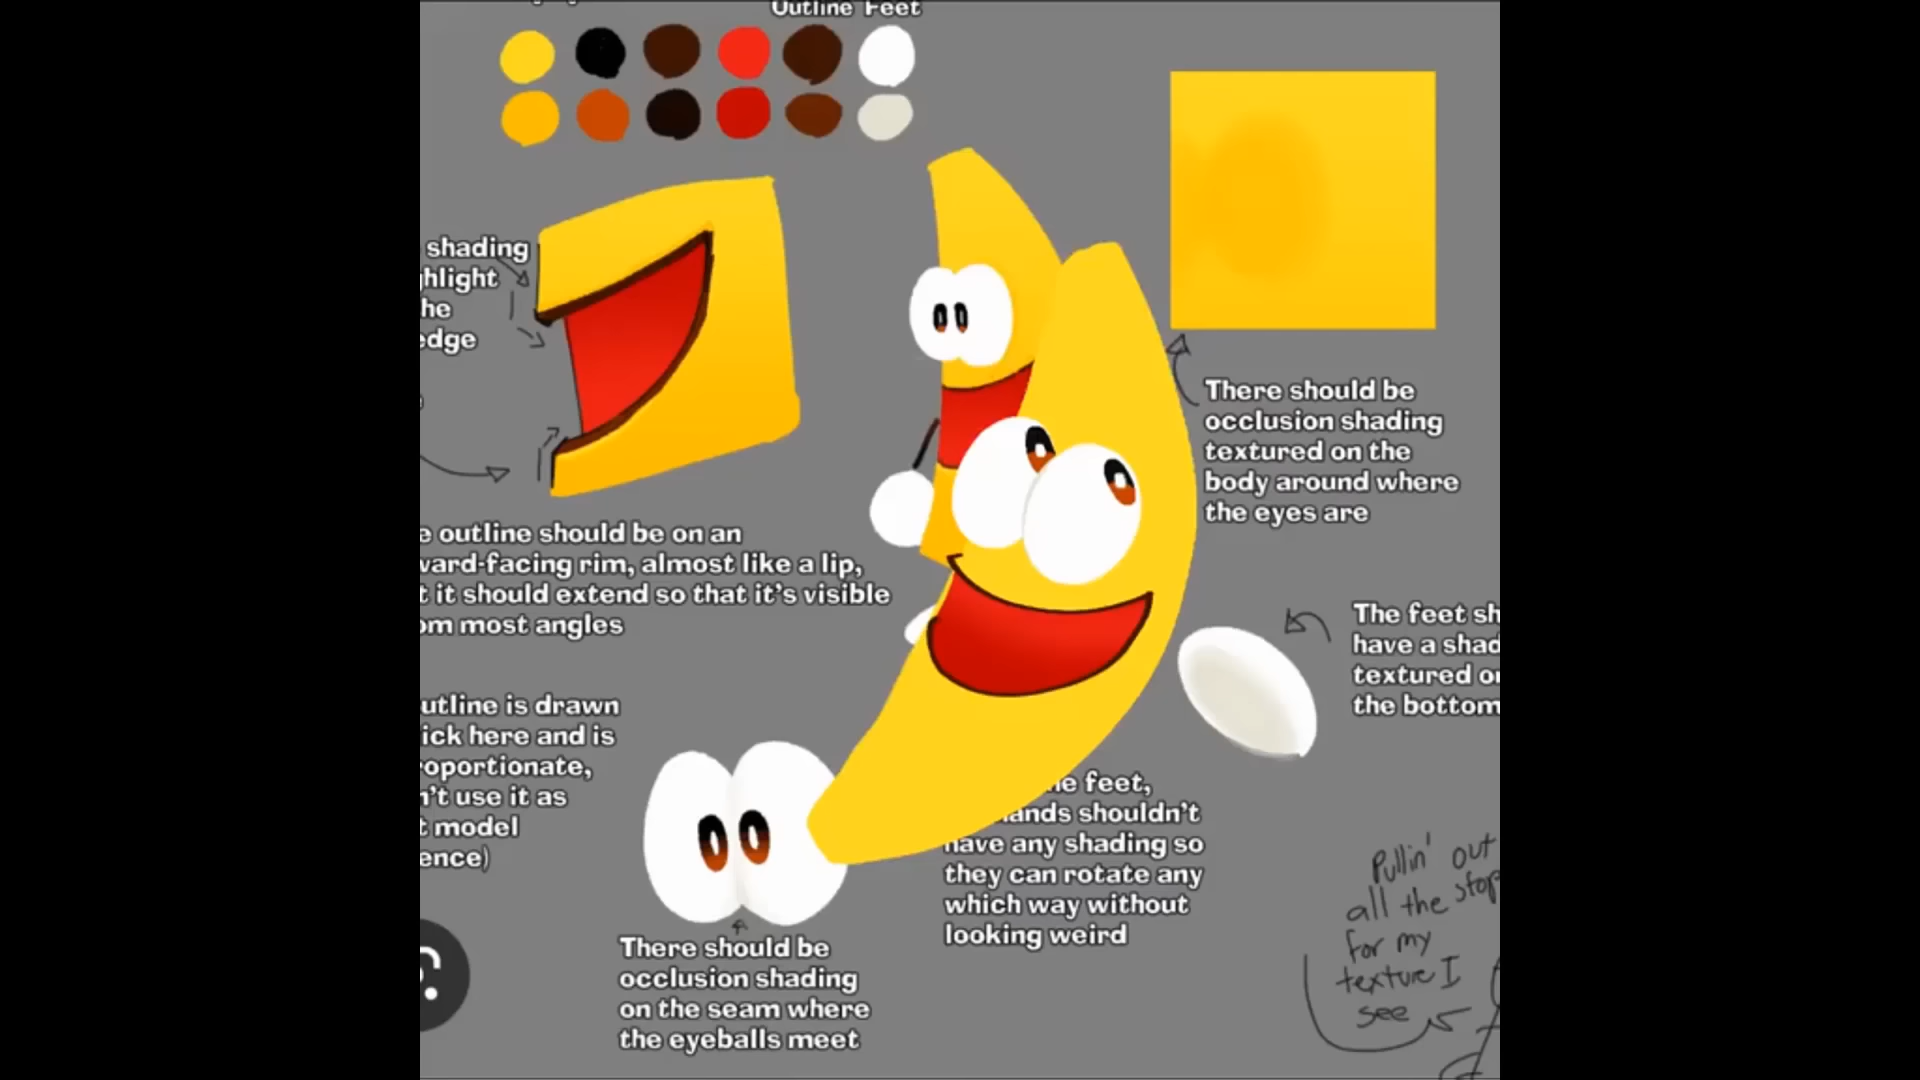 Outline Feet
shading
hlight
he
edge
There should be
occlusion shading
textured on the
body around where
the eyes are
e outline should be on an
ward-facing rim, almost like a lip,
t it should extend so that it's visible
om most angles
The feet sh
have a shad
textured o
the bottom
utline is drawn
ick here and is
roportionate,
n't use it as
t model
ence)
e feet,
ands shouldn't
have any shading so
they can rotate any
which way without
looking weird
There should be
occlusion shading
on the seam where
the eyeballs meet
Pullin' out
all the stop
for my
texture I
see